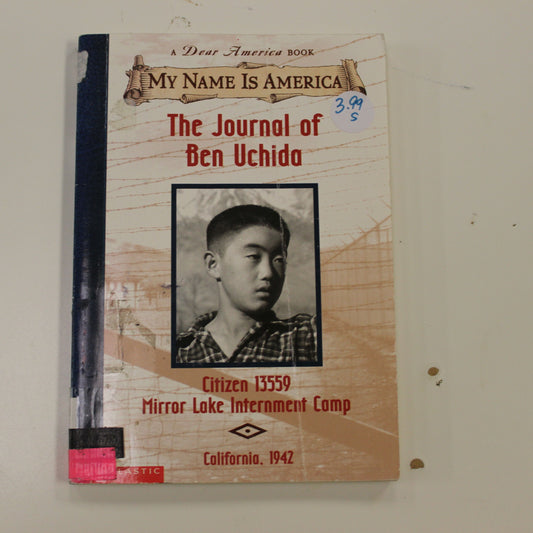 A Dear America BOOK
MY NAME IS AMERICA
3.99
S
The Journal of
Ben Uchida
Citizen 13559
Mirror Lake Internment Camp
California, 1942